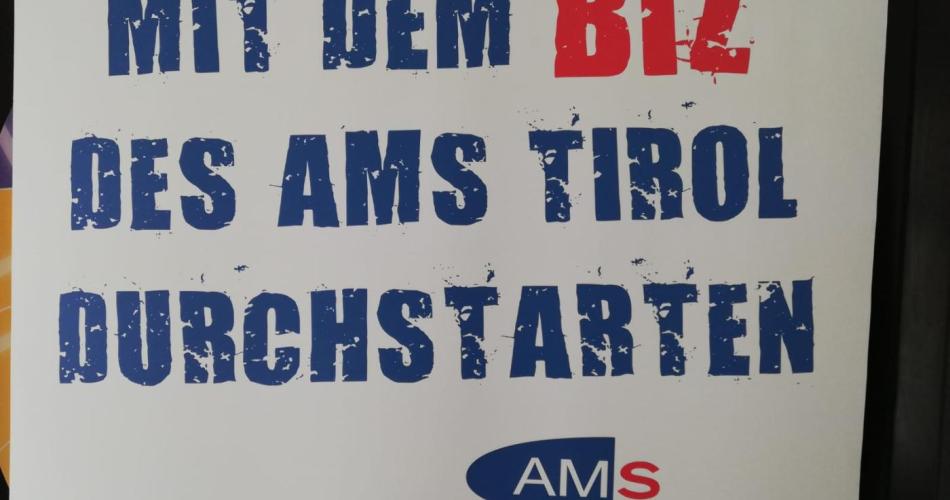 MIT DEM BIZ
DES AMS TIROL
DURCHSTARTEN
AMS